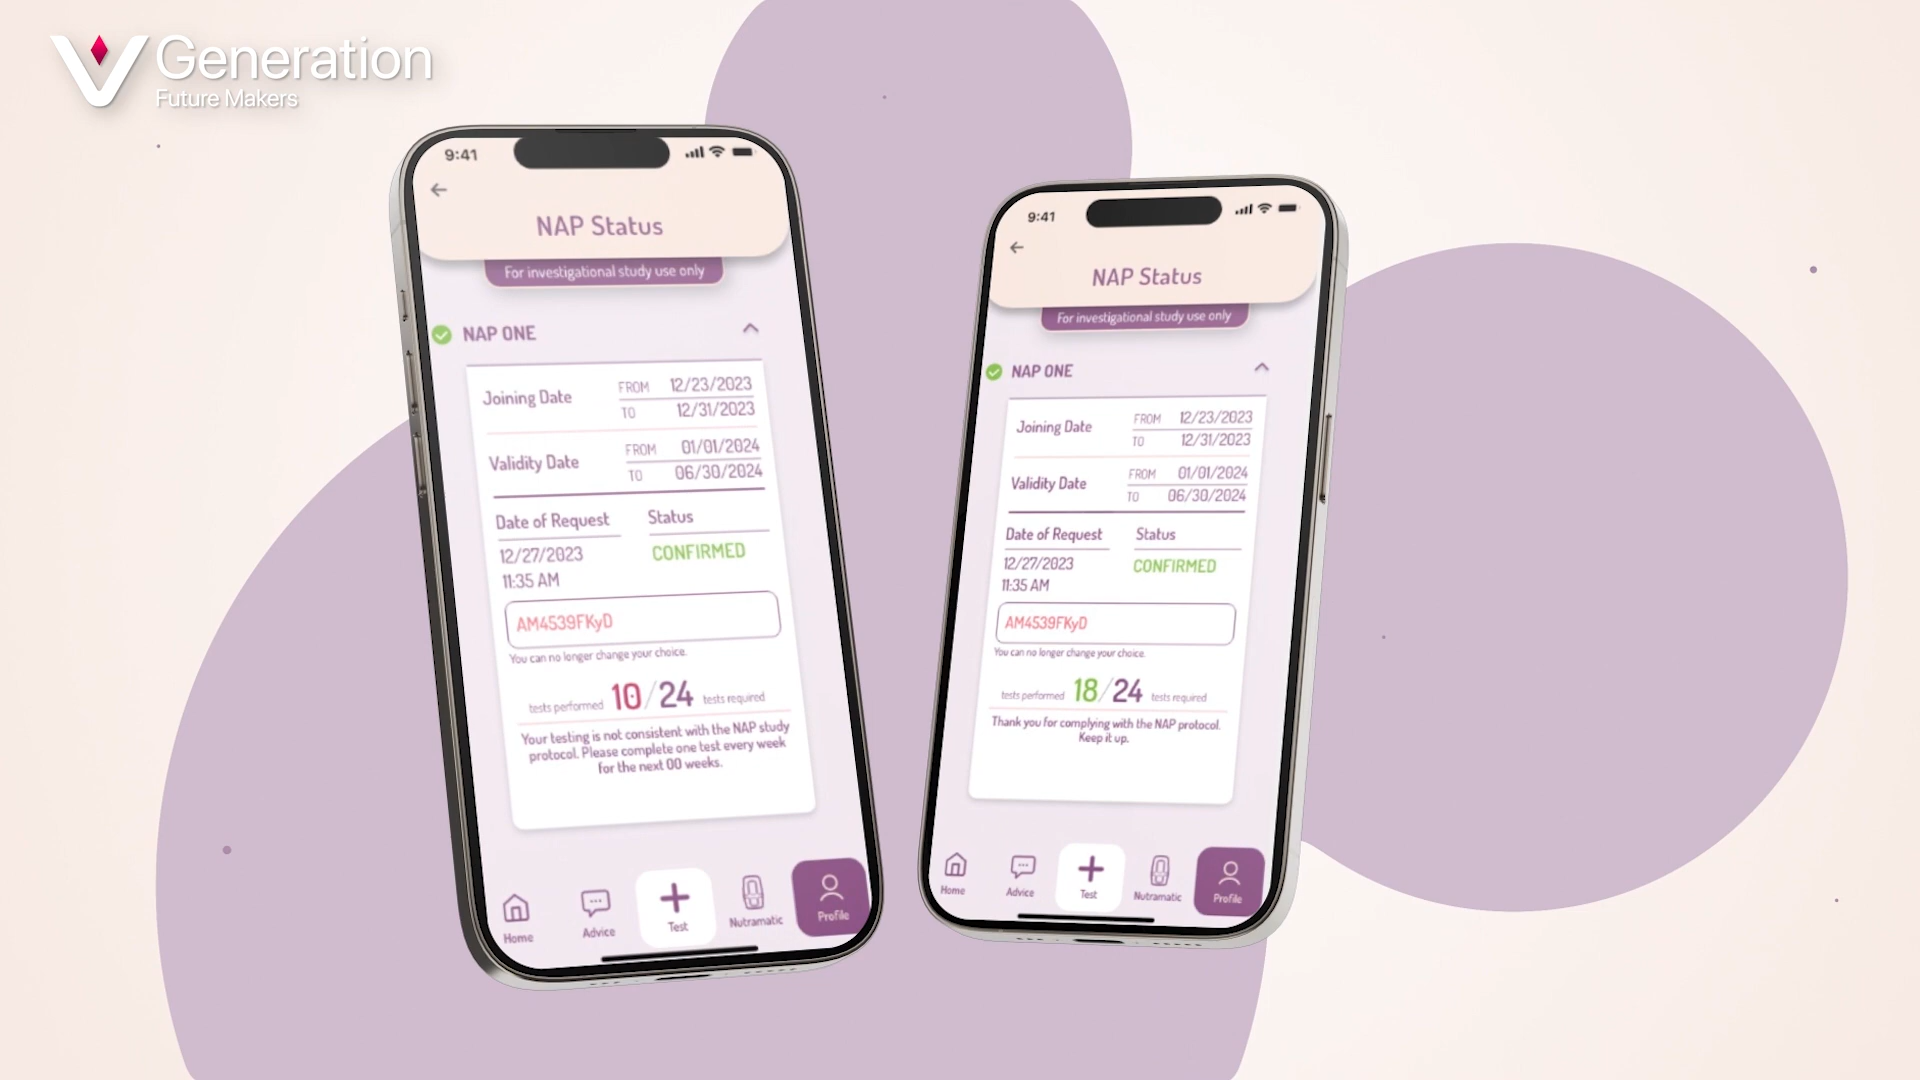 Generation
Future Makers
9:41
NAP Status
For investigational study use only
NAP ONE
Joining Date
FROM 12/23/2023
TO 12/31/2023
Validity Date
FROM 01/01/2024
TO 06/30/2024
Date of Request Status
12/27/2023 CONFIRMED
11:35 AM
AM4539FKyD
You can no longer change your choice.
tests performed 10/24 tests required
Your testing is not consistent with the NAP study
protocol. Please complete one test every week
for the next 00 weeks.
Home Advice Test Nutramatic Profile
9:41
NAP Status
For investigational study use only
NAP ONE
Joining Date
FROM 12/23/2023
TO 12/31/2023
Validity Date
FROM 01/01/2024
TO 06/30/2024
Date of Request Status
12/27/2023 CONFIRMED
11:35 AM
AM4539FKyD
You can no longer change your choice.
tests performed 18/24 tests required
Thank you for complying with the NAP protocol.
Keep it up.
Home Advice Test Nutramatic Profile